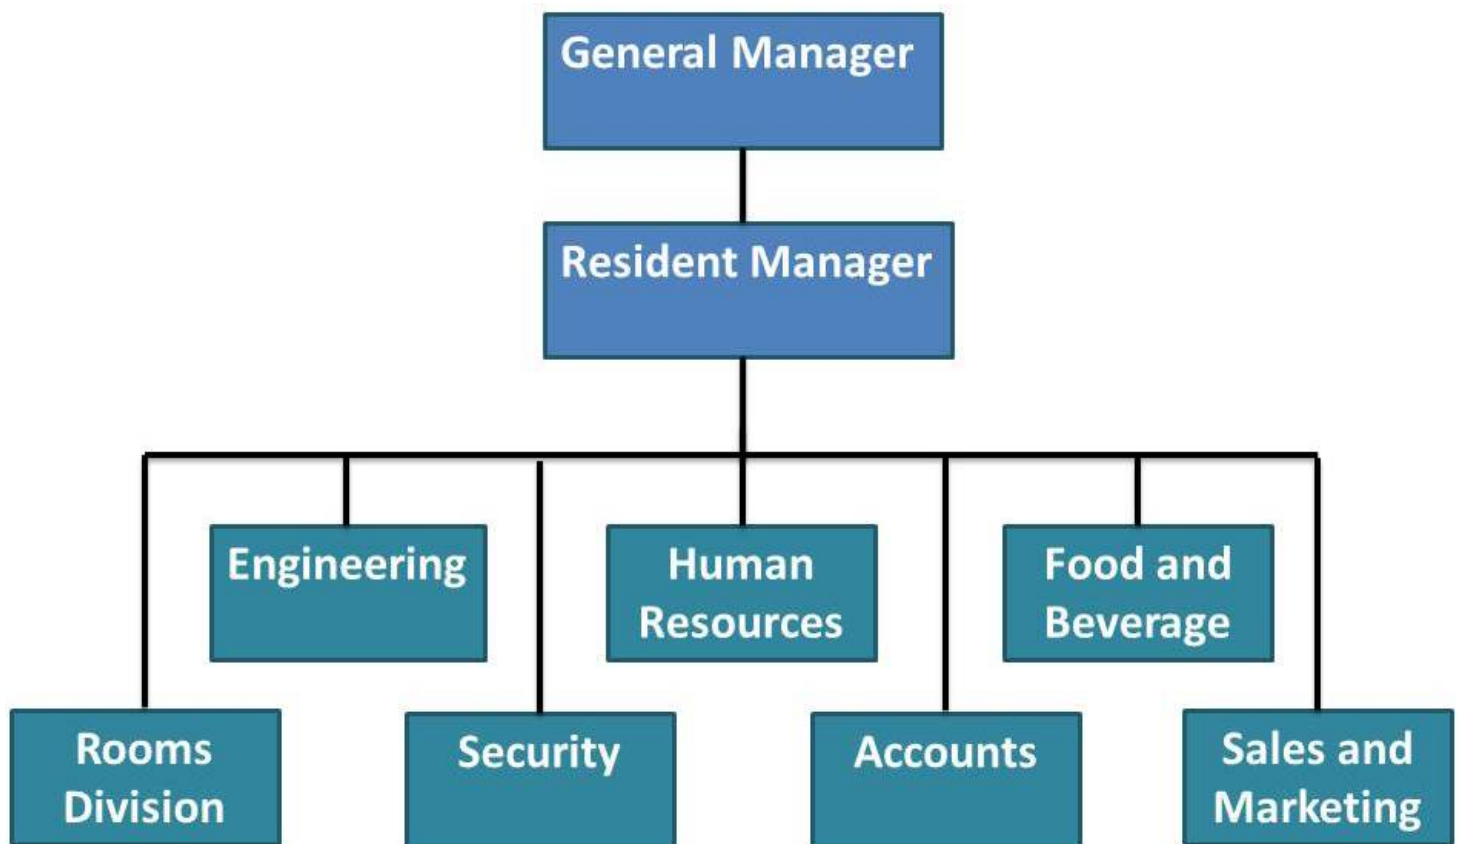 General Manager
Resident Manager
Engineering
Human
Resources
Food and
Beverage
Rooms
Division
Security
Accounts
Sales and
Marketing